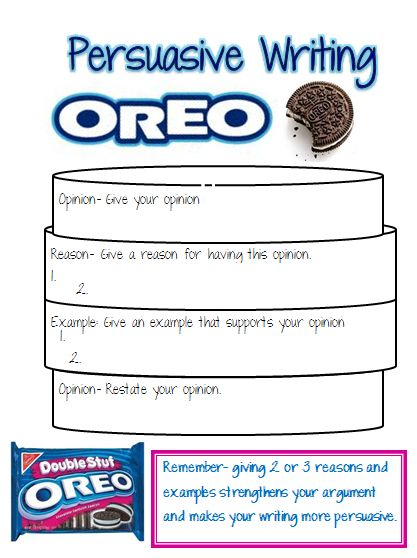 Persuasive Writing
OREO
OREO
Opinion- Give your opinion
Reason- Give a reason for having this opinion.
1.
2.
Example: Give an example that supports your opinion
1.
2.
Opinion- Restate your opinion.
Double Stuf
OREO
Remember- giving 2 or 3 reasons and
examples strengthens your argument
and makes your writing more persuasive.